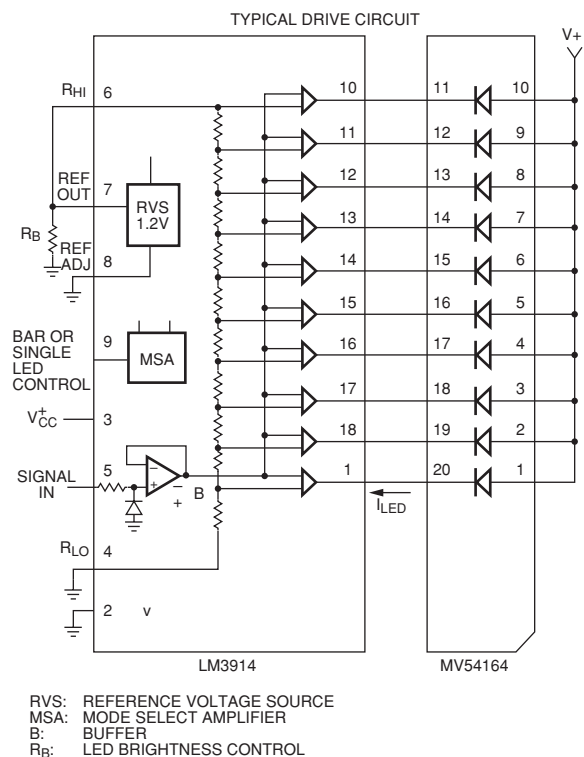 TYPICAL DRIVE CIRCUIT
V+
RHI 6 10 11 10
11 12 9
REF OUT 7 12 13 8
RVS 1.2V
RB 13 14 7
REF ADJ 8 14 15 6
15 16 5
BAR OR SINGLE LED CONTROL 9 MSA 16 17 4
17 18 3
V+CC 3 18 19 2
SIGNAL IN 5 − + − + B 1 20 1
ILED
RLO 4
2 v
LM3914 MV54164
RVS: REFERENCE VOLTAGE SOURCE
MSA: MODE SELECT AMPLIFIER
B: BUFFER
RB: LED BRIGHTNESS CONTROL